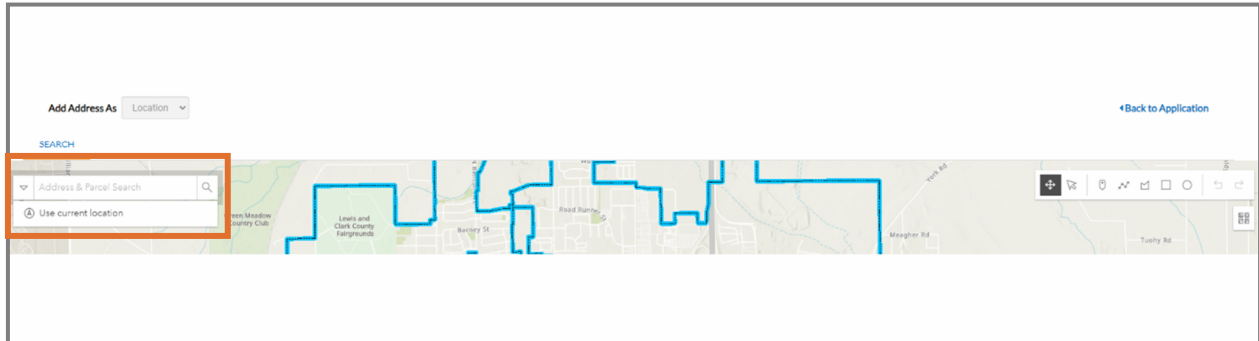 Add Address As Location
Back to Application
SEARCH
Address & Parcel Search
Use current location
Green Meadow
Country Club
Lewis and
Clark County
Fairgrounds
Barney St
Road Runner St
York Rd
Meagher Rd
Tuohy Rd